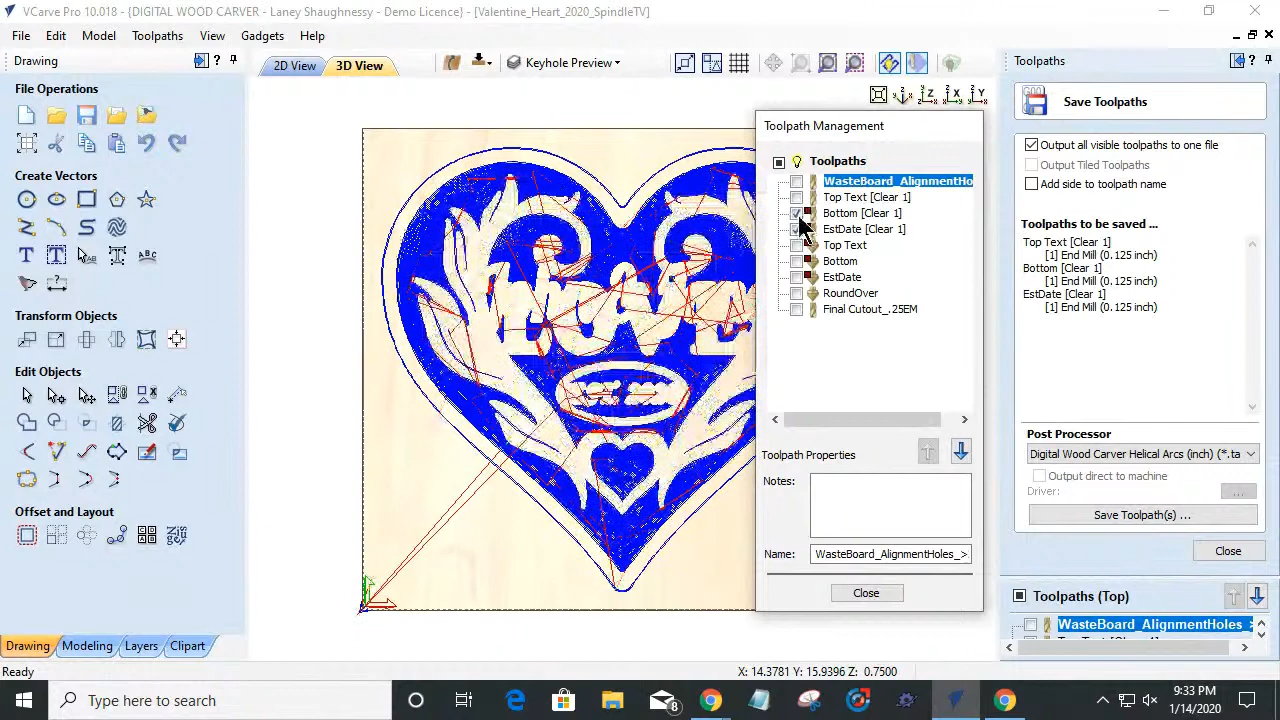 VCarve Pro 10.018 - {DIGITAL WOOD CARVER - Laney Shaughnessy - Demo Licence} - [Valentine_Heart_2020_SpindleTV]
File Edit Model Toolpaths View Gadgets Help
Drawing
2D View 3D View
Keyhole Preview
Toolpaths
File Operations
Z X Y
Save Toolpaths
Toolpath Management
Output all visible toolpaths to one file
Output Tiled Toolpaths
Add side to toolpath name
Toolpaths
WasteBoard_AlignmentHo
Top Text [Clear 1]
Bottom [Clear 1]
EstDate [Clear 1]
Top Text
Bottom
EstDate
RoundOver
Final Cutout_.25EM
Create Vectors
Transform Objects
Edit Objects
Offset and Layout
Toolpaths to be saved ...
Top Text [Clear 1]
[1] End Mill (0.125 inch)
Bottom [Clear 1]
[1] End Mill (0.125 inch)
EstDate [Clear 1]
[1] End Mill (0.125 inch)
Toolpath Properties
Notes:
Name: WasteBoard_AlignmentHoles_>
Close
Post Processor
Digital Wood Carver Helical Arcs (inch) (*.ta
Output direct to machine
Driver: ...
Save Toolpath(s) ...
Close
Toolpaths (Top)
WasteBoard_AlignmentHoles_
Drawing Modeling Layers Clipart
Ready
X: 14.3781 Y: 15.9396 Z: 0.7500
Type here to search
8
9:33 PM
1/14/2020